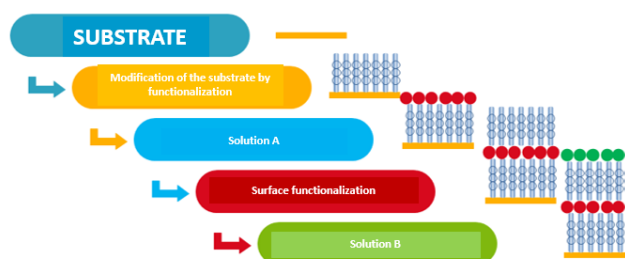 SUBSTRATE
Modification of the substrate by
functionalization
Solution A
Surface functionalization
Solution B